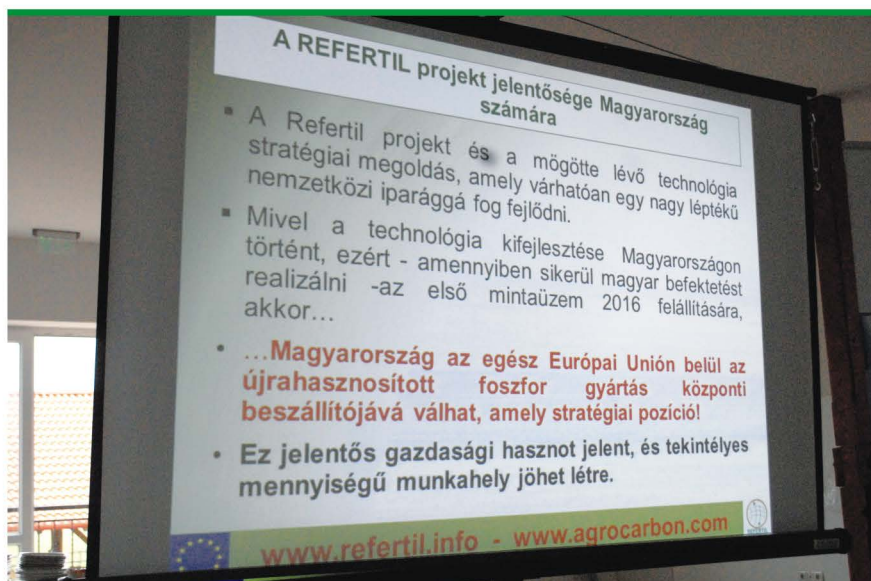 A REFERTIL projekt jelentősége Magyarország
számára
▪ A Refertil projekt és a mögötte lévő technológia
stratégiai megoldás, amely várhatóan egy nagy léptékű
nemzetközi iparággá fog fejlődni.
▪ Mivel a technológia kifejlesztése Magyarországon
történt, ezért - amennyiben sikerül magyar befektetést
realizálni -az első mintaüzem 2016 felállítására,
akkor...
• ...Magyarország az egész Európai Unión belül az
újrahasznosított foszfor gyártás központi
beszállítójává válhat, amely stratégiai pozíció!
• Ez jelentős gazdasági hasznot jelent, és tekintélyes
mennyiségű munkahely jöhet létre.
www.refertil.info - www.agrocarbon.com